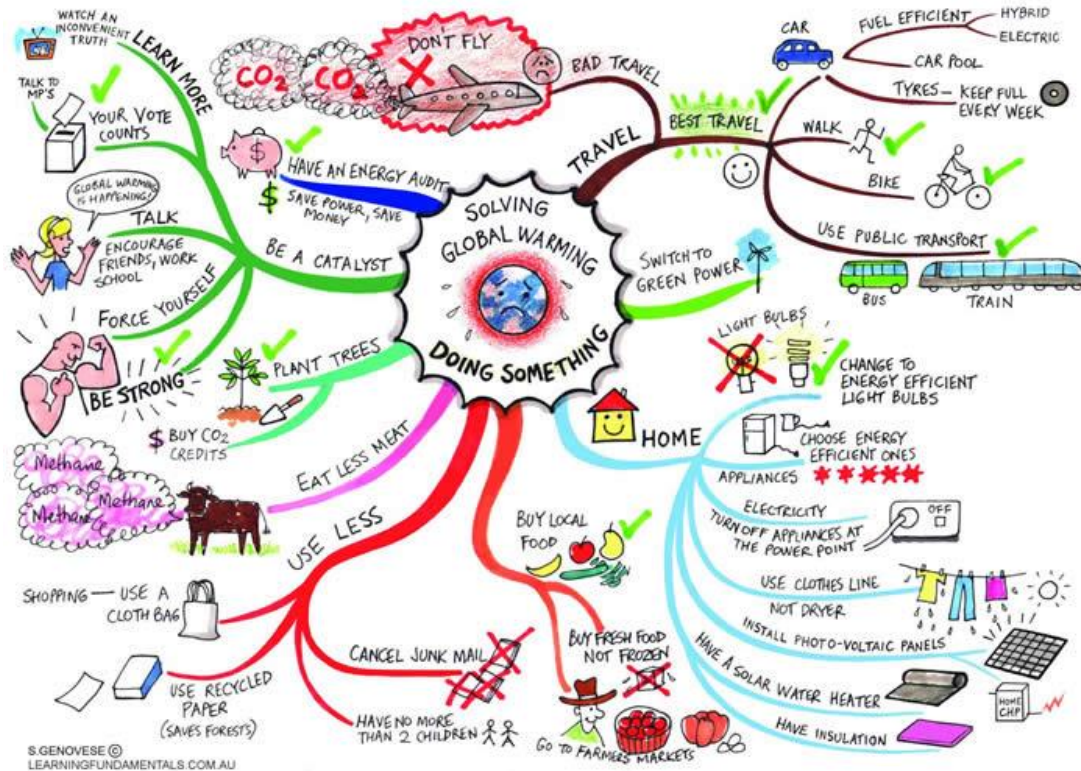 SOLVING
GLOBAL WARMING
DOING SOMETHING
TRAVEL
BAD TRAVEL
DON'T FLY
CO2
CO2
BEST TRAVEL
CAR
FUEL EFFICIENT
HYBRID
ELECTRIC
CAR POOL
TYRES — KEEP FULL
EVERY WEEK
WALK
BIKE
USE PUBLIC TRANSPORT
BUS
TRAIN
SWITCH TO
GREEN POWER
HOME
LIGHT BULBS
CHANGE TO
ENERGY EFFICIENT
LIGHT BULBS
APPLIANCES
CHOOSE ENERGY
EFFICIENT ONES
ELECTRICITY
TURN OFF APPLIANCES AT
THE POWER POINT
OFF
USE CLOTHES LINE
NOT DRYER
INSTALL PHOTO-VOLTAIC PANELS
HOME
CHP
HAVE A SOLAR WATER HEATER
HAVE INSULATION
BUY LOCAL
FOOD
BUY FRESH FOOD
NOT FROZEN
GO TO FARMERS MARKETS
USE LESS
CANCEL JUNK MAIL
HAVE NO MORE
THAN 2 CHILDREN
USE RECYCLED
PAPER
(SAVES FORESTS)
SHOPPING — USE A
CLOTH BAG
EAT LESS MEAT
Methane
Methane
Methane
PLANT TREES
$ BUY CO2
CREDITS
BE A CATALYST
LEARN MORE
WATCH AN
INCONVENIENT
TRUTH
YOUR VOTE
COUNTS
TALK TO
MP'S
TALK
ENCOURAGE
FRIENDS, WORK
SCHOOL
GLOBAL WARMING
IS HAPPENING!
FORCE YOURSELF
BE STRONG
HAVE AN ENERGY AUDIT
$ SAVE POWER, SAVE
MONEY
$
S.GENOVESE ©
LEARNINGFUNDAMENTALS.COM.AU